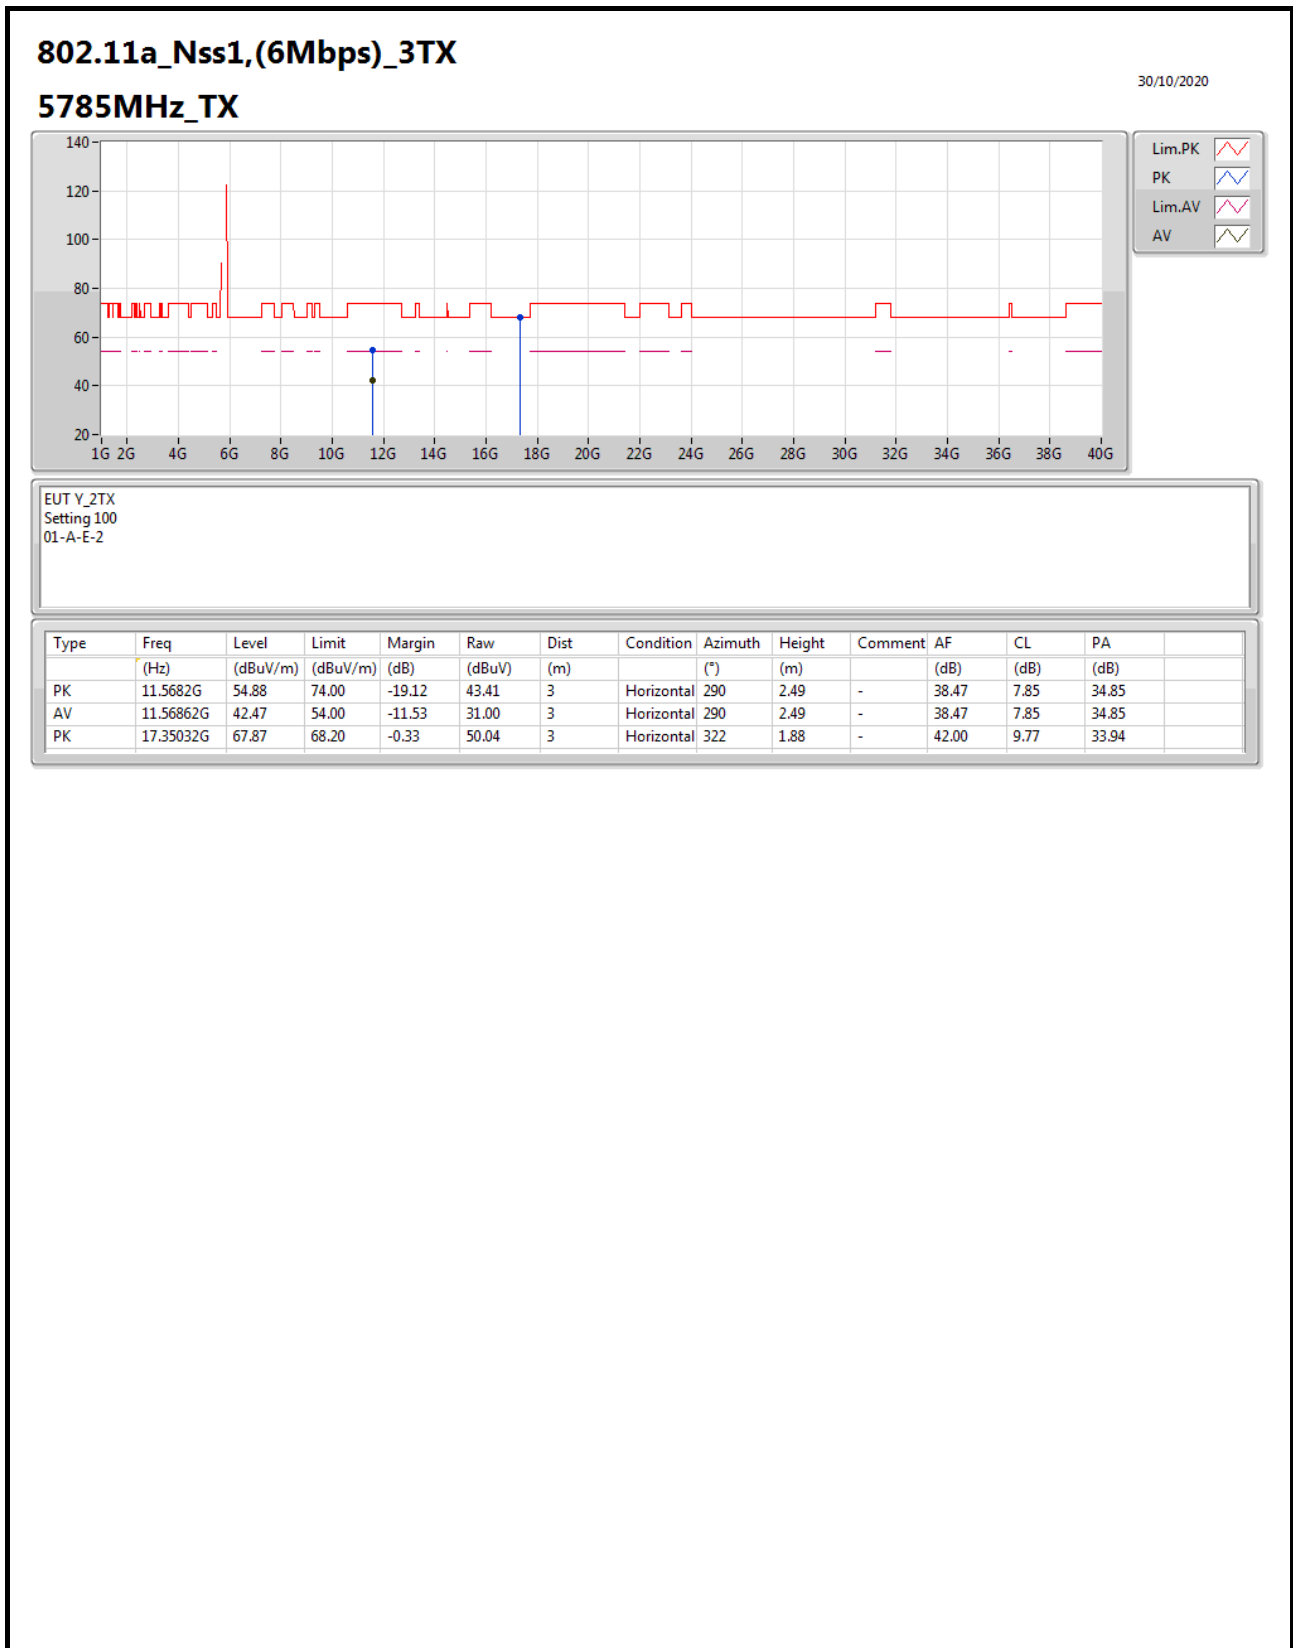 802.11a_Nss1,(6Mbps)_3TX
30/10/2020
5785MHz_TX
140
120
100
80
60
40
20
1G 2G 4G 6G 8G 10G 12G 14G 16G 18G 20G 22G 24G 26G 28G 30G 32G 34G 36G 38G 40G
Lim.PK
PK
Lim.AV
AV
EUT Y_2TX
Setting 100
01-A-E-2
Type Freq Level Limit Margin Raw Dist Condition Azimuth Height Comment AF CL PA
(Hz) (dBuV/m) (dBuV/m) (dB) (dBuV) (m) (°) (m) (dB) (dB) (dB)
PK 11.5682G 54.88 74.00 -19.12 43.41 3 Horizontal 290 2.49 - 38.47 7.85 34.85
AV 11.56862G 42.47 54.00 -11.53 31.00 3 Horizontal 290 2.49 - 38.47 7.85 34.85
PK 17.35032G 67.87 68.20 -0.33 50.04 3 Horizontal 322 1.88 - 42.00 9.77 33.94